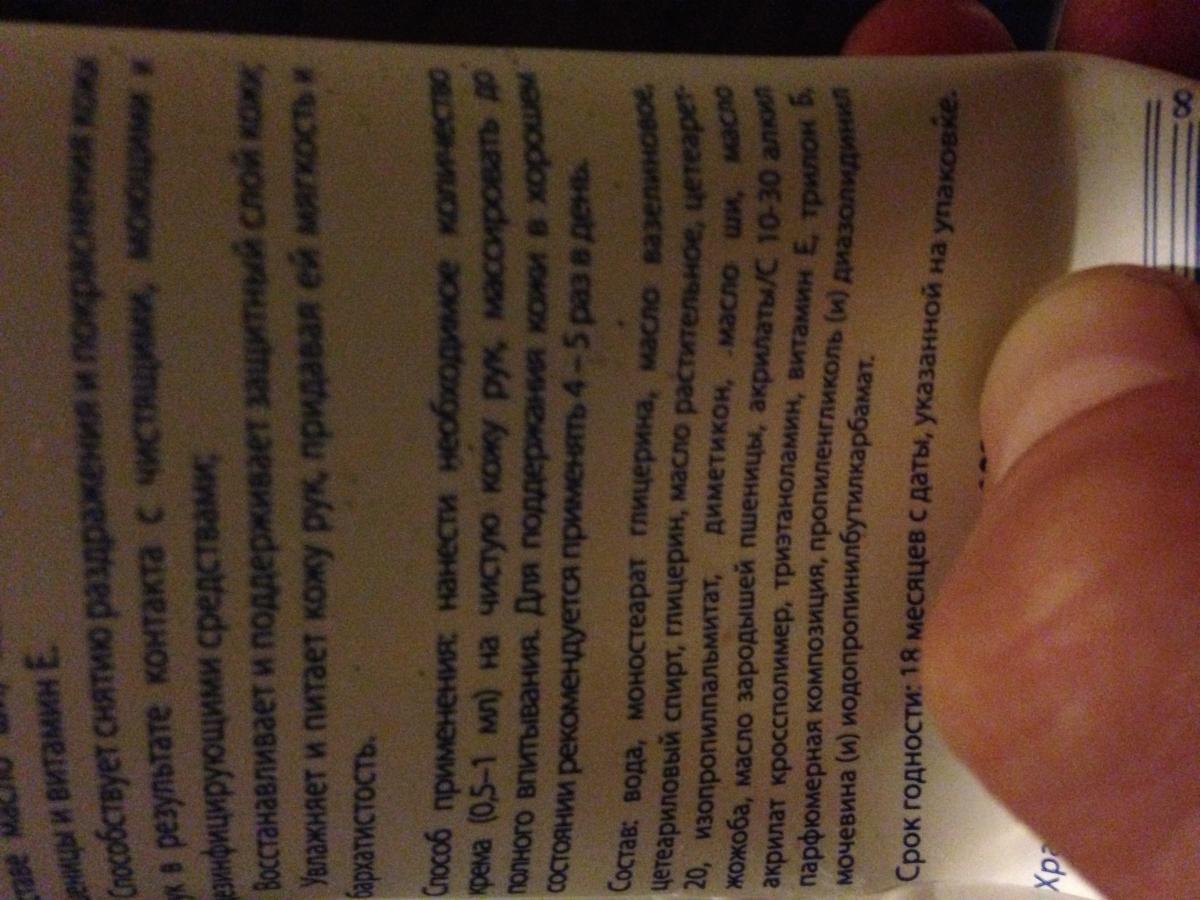 масло
пшеницы и витамин Е.
Способствует снятию раздражения и покраснения кожи
рук в результате контакта с чистящими, моющими и
дезинфицирующими средствами;
Восстанавливает и поддерживает защитный слой кожи;
Увлажняет и питает кожу рук, придавая ей мягкость и
бархатистость.
Способ применения: нанести необходимое количество
крема (0,5–1 мл) на чистую кожу рук, массировать до
полного впитывания. Для поддержания кожи в хорошем
состоянии рекомендуется применять 4 – 5 раз в день.
Состав: вода, моностеарат глицерина, масло вазелиновое,
цетеариловый спирт, глицерин, масло растительное, цетеарет-
20, изопропилпальмитат, диметикон, -масло ши, масло
жожоба, масло зародышей пшеницы, акрилаты/С 10-30 алкил
акрилат кроссполимер, триэтаноламин, витамин Е, трилон Б,
парфюмерная композиция, пропиленгликоль (и) диазолидинил
мочевина (и) иодопропинилбутилкарбамат.
Срок годности: 18 месяцев с даты, указанной на упаковке.
Хра
8